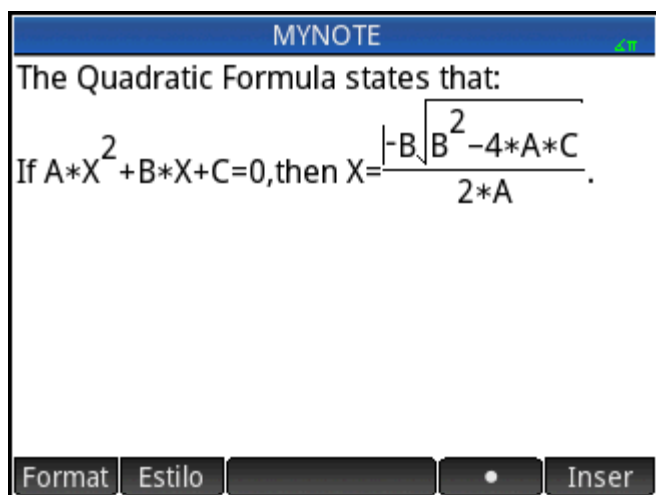 MYNOTE
∡π
The Quadratic Formula states that:
If A*X²+B*X+C=0,then X=(-B√(B²-4*A*C))/(2*A).
Format Estilo • Inser